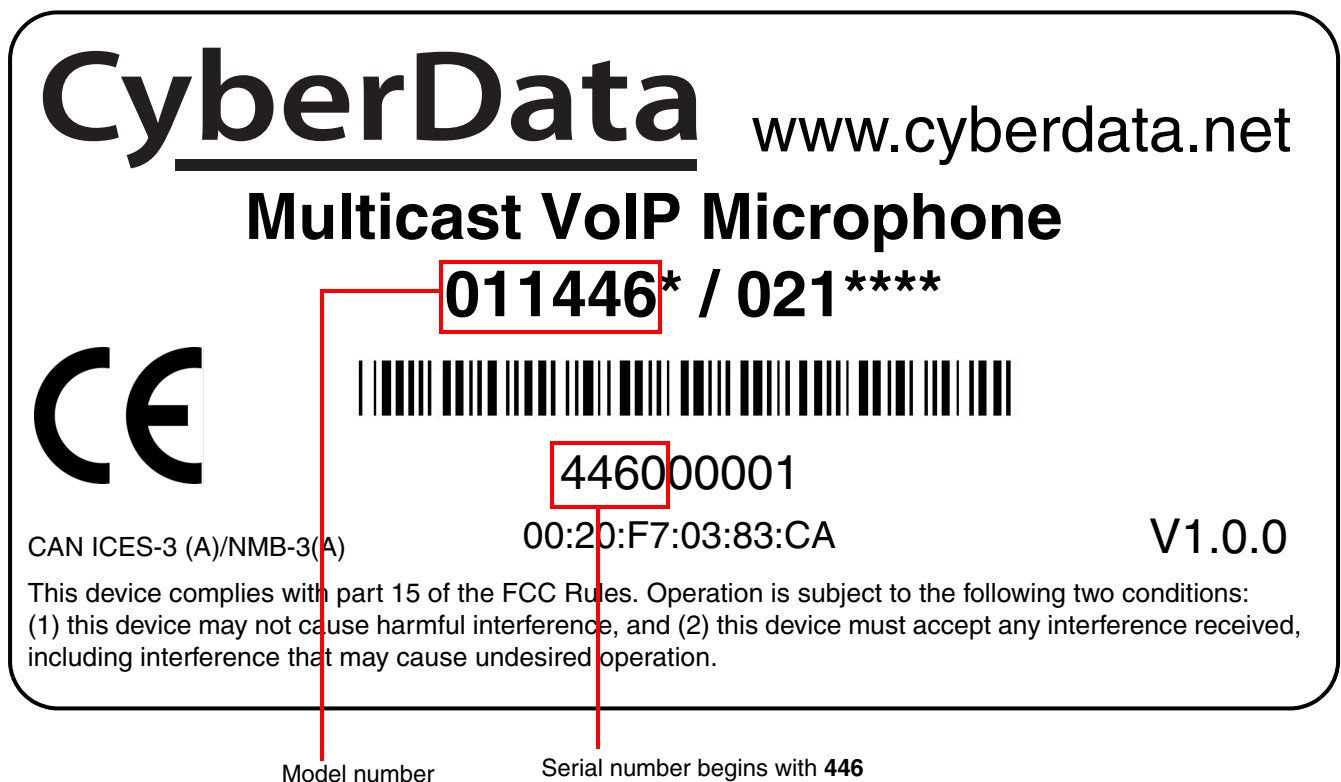 CyberData www.cyberdata.net
Multicast VoIP Microphone
011446* / 021****
CE
446000001
00:20:F7:03:83:CA
CAN ICES-3 (A)/NMB-3(A) V1.0.0
This device complies with part 15 of the FCC Rules. Operation is subject to the following two conditions:
(1) this device may not cause harmful interference, and (2) this device must accept any interference received,
including interference that may cause undesired operation.
Model number Serial number begins with 446